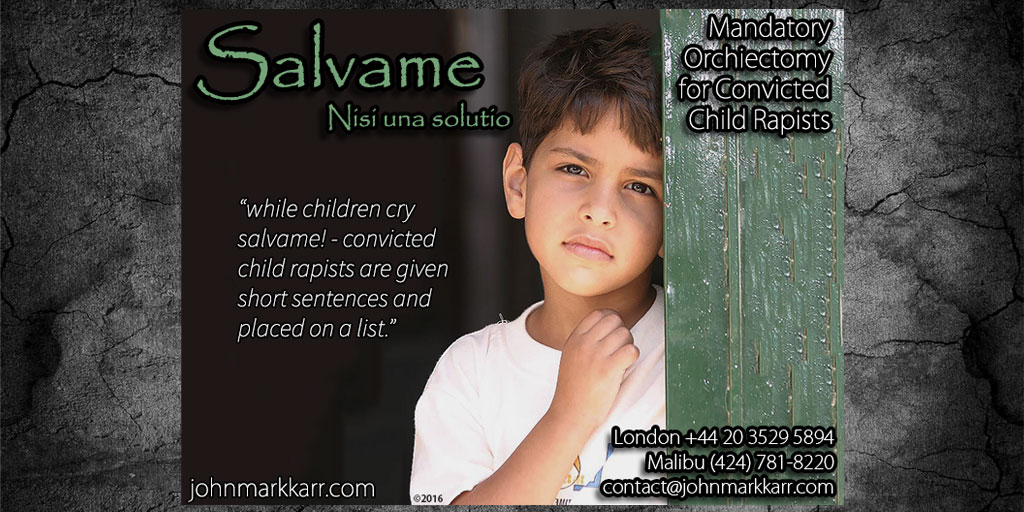 Salvame
Nisi una solutio
Mandatory
Orchiectomy
for Convicted
Child Rapists
“while children cry
salvame! - convicted
child rapists are given
short sentences and
placed on a list.”
London +44 20 3529 5894
Malibu (424) 781-8220
contact@johnmarkkarr.com
johnmarkkarr.com
©2016